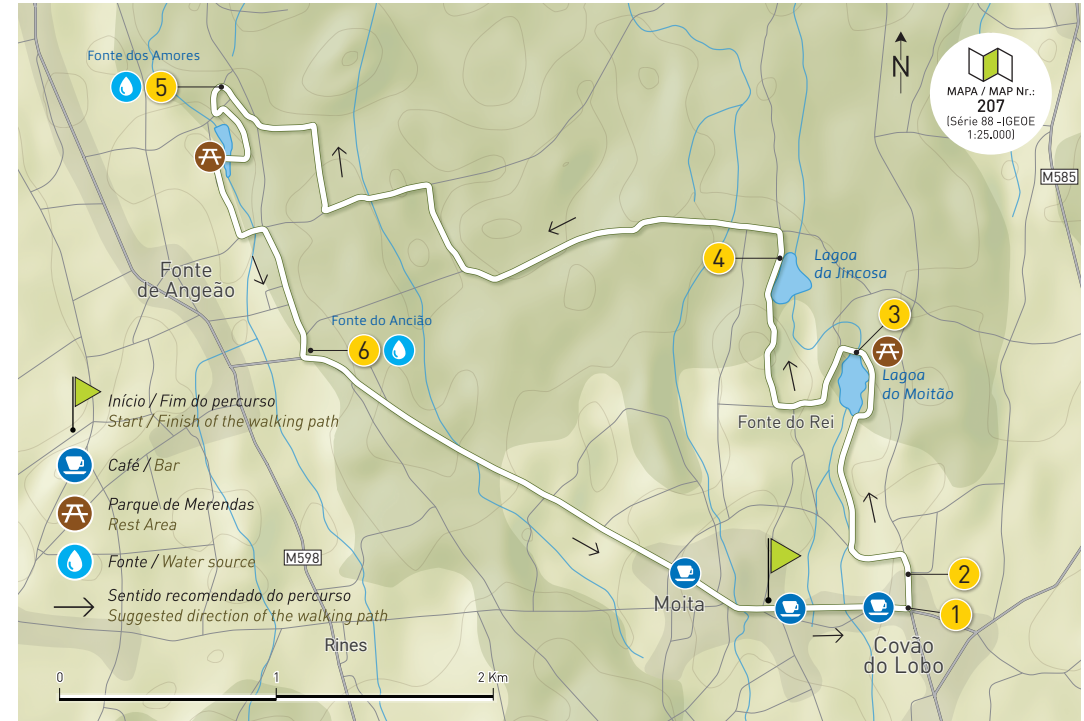 Fonte dos Amores
5
N
MAPA / MAP Nr.:
207
(Série 88 -IGEOE
1:25.000)
M585
4
Lagoa
da Jincosa
Fonte
de Angeão
3
Fonte do Ancião
6
Lagoa
do Moitão
Fonte do Rei
Início / Fim do percurso
Start / Finish of the walking path
Café / Bar
Parque de Merendas
Rest Area
Fonte / Water source
M598
Sentido recomendado do percurso
Suggested direction of the walking path
2
Moita
1
Covão
do Lobo
Rines
0
1
2 Km